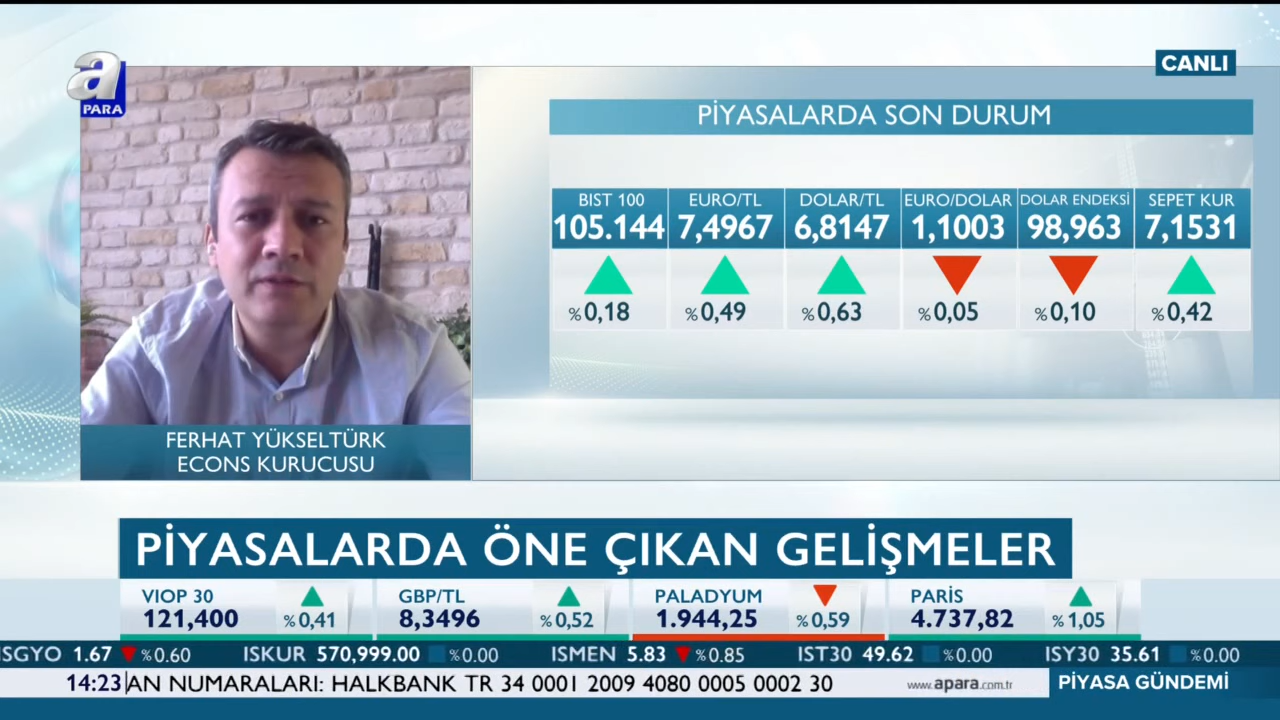 a
PARA
CANLI
PİYASALARDA SON DURUM
BIST 100 EURO/TL DOLAR/TL EURO/DOLAR DOLAR ENDEKSİ SEPET KUR
105.144 7,4967 6,8147 1,1003 98,963 7,1531
%0,18 %0,49 %0,63 %0,05 %0,10 %0,42
FERHAT YÜKSELTÜRK
ECONS KURUCUSU
PİYASALARDA ÖNE ÇIKAN GELİŞMELER
VIOP 30 GBP/TL PALADYUM PARİS
121,400 %0,41 8,3496 %0,52 1.944,25 %0,59 4.737,82 %1,05
ISGYO 1.67 %0.60 ISKUR 570,999.00 %0.00 ISMEN 5.83 %0.85 IST30 49.62 %0.00 ISY30 35.61 %0.00
14:23 AN NUMARALARI: HALKBANK TR 34 0001 2009 4080 0005 0002 30 www.apara.com.tr PİYASA GÜNDEMİ